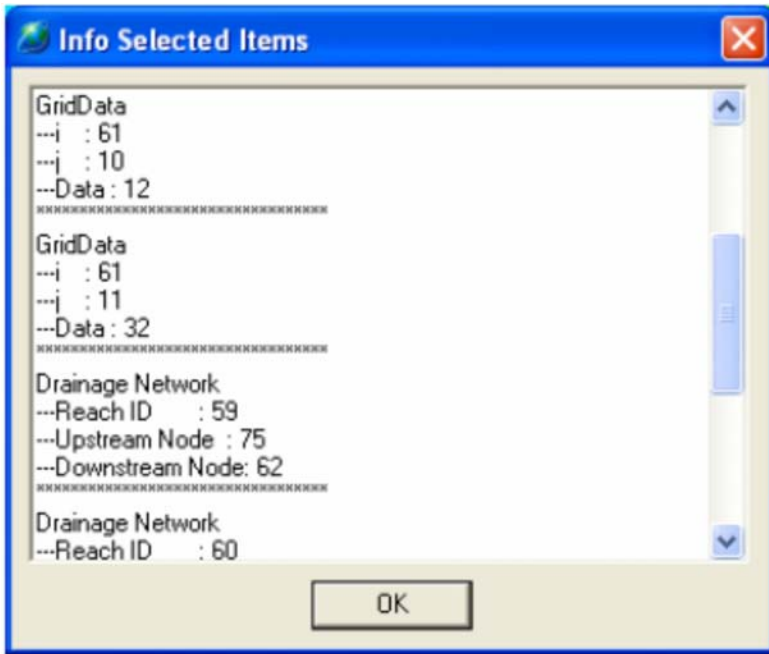 Info Selected Items
GridData
---i : 61
---j : 10
---Data : 12
**********************************
GridData
---i : 61
---j : 11
---Data : 32
**********************************
Drainage Network
---Reach ID : 59
---Upstream Node : 75
---Downstream Node: 62
**********************************
Drainage Network
---Reach ID : 60
OK